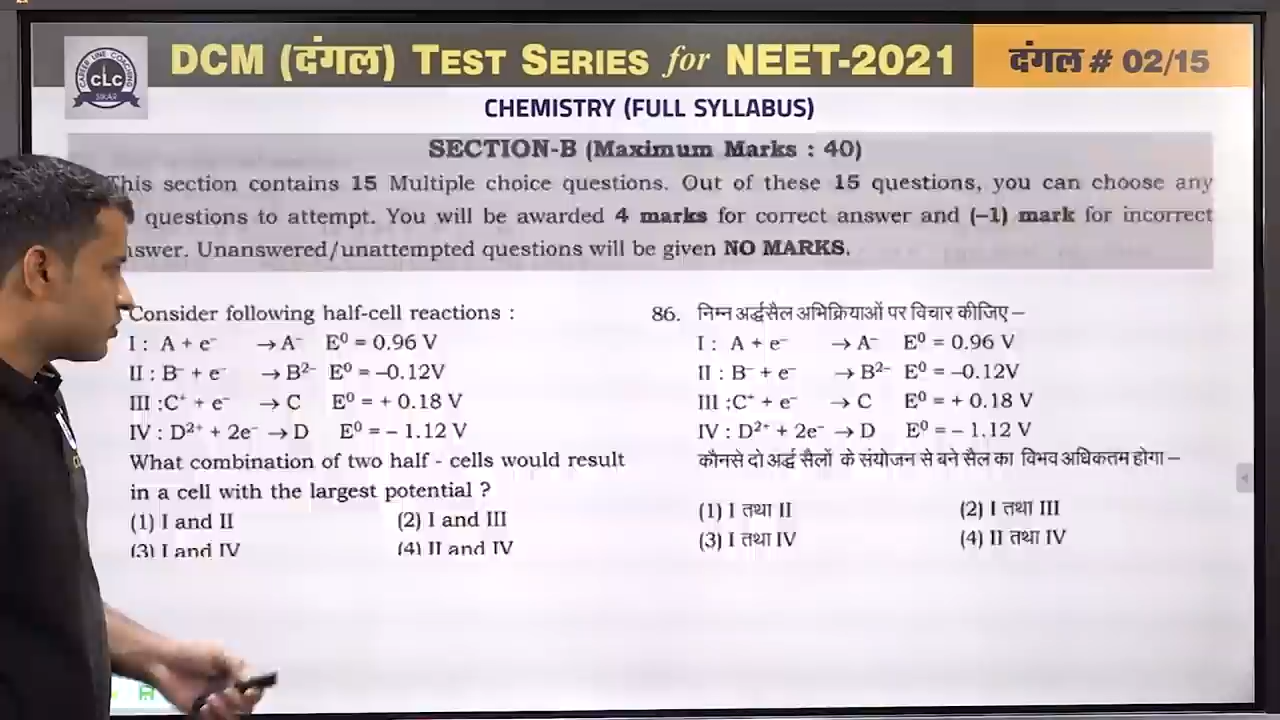 DCM (दंगल) TEST SERIES for NEET-2021
दंगल # 02/15
CAREER LINE COACHING
CLC
SIKAR
CHEMISTRY (FULL SYLLABUS)
SECTION-B (Maximum Marks : 40)
This section contains 15 Multiple choice questions. Out of these 15 questions, you can choose any
questions to attempt. You will be awarded 4 marks for correct answer and (–1) mark for incorrect
nswer. Unanswered/unattempted questions will be given NO MARKS.
Consider following half-cell reactions :
I : A + e⁻ → A⁻ E⁰ = 0.96 V
II : B⁻ + e⁻ → B²⁻ E⁰ = –0.12V
III :C⁺ + e⁻ → C E⁰ = + 0.18 V
IV : D²⁺ + 2e⁻ → D E⁰ = – 1.12 V
What combination of two half - cells would result
in a cell with the largest potential ?
(1) I and II (2) I and III
(3) I and IV (4) II and IV
86. निम्न अर्द्धसैल अभिक्रियाओं पर विचार कीजिए –
I : A + e⁻ → A⁻ E⁰ = 0.96 V
II : B⁻ + e⁻ → B²⁻ E⁰ = –0.12V
III :C⁺ + e⁻ → C E⁰ = + 0.18 V
IV : D²⁺ + 2e⁻ → D E⁰ = – 1.12 V
कौनसे दो अर्द्ध सैलों के संयोजन से बने सैल का विभव अधिकतम होगा –
(1) I तथा II (2) I तथा III
(3) I तथा IV (4) II तथा IV